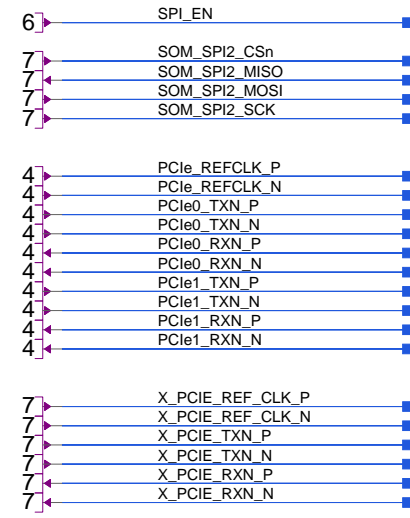 6 SPI_EN
7 SOM_SPI2_CSn
7 SOM_SPI2_MISO
7 SOM_SPI2_MOSI
7 SOM_SPI2_SCK
4 PCIe_REFCLK_P
4 PCIe_REFCLK_N
4 PCIe0_TXN_P
4 PCIe0_TXN_N
4 PCIe0_RXN_P
4 PCIe0_RXN_N
4 PCIe1_TXN_P
4 PCIe1_TXN_N
4 PCIe1_RXN_P
4 PCIe1_RXN_N
7 X_PCIE_REF_CLK_P
7 X_PCIE_REF_CLK_N
7 X_PCIE_TXN_P
7 X_PCIE_TXN_N
7 X_PCIE_RXN_P
7 X_PCIE_RXN_N